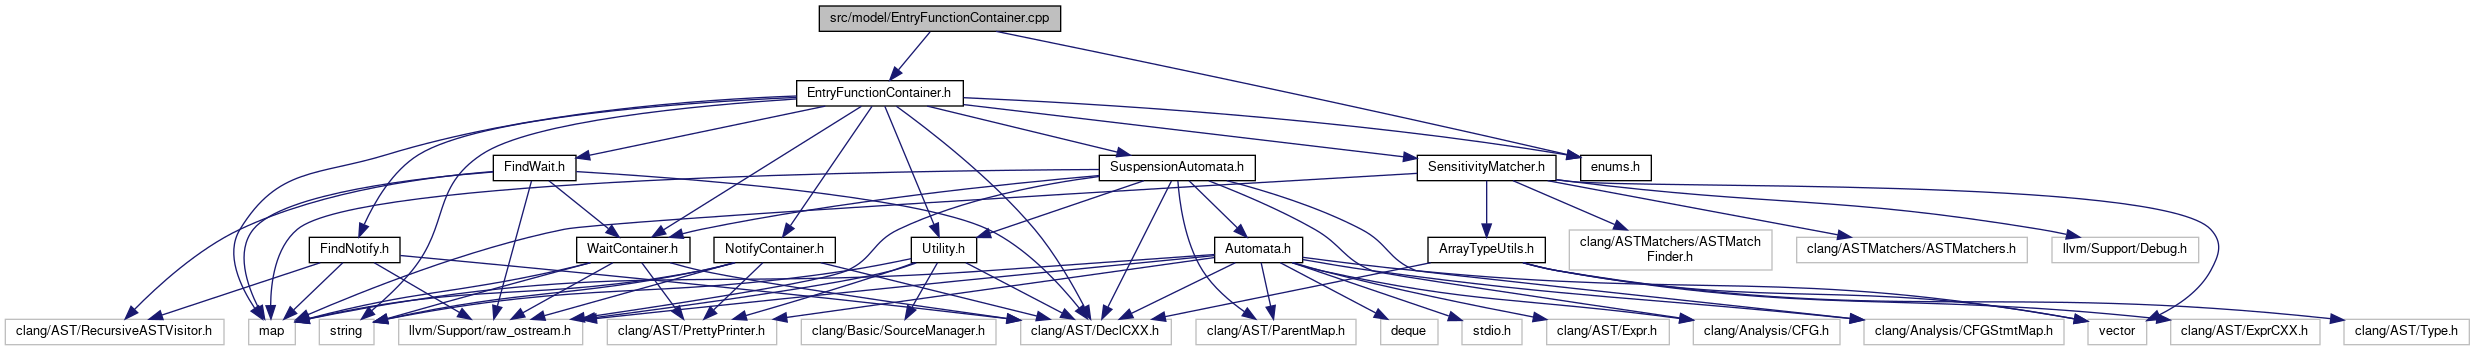 src/model/EntryFunctionContainer.cpp
EntryFunctionContainer.h
FindWait.h
SuspensionAutomata.h
SensitivityMatcher.h
enums.h
FindNotify.h
WaitContainer.h
NotifyContainer.h
Utility.h
Automata.h
ArrayTypeUtils.h
clang/ASTMatchers/ASTMatch
Finder.h
clang/ASTMatchers/ASTMatchers.h
llvm/Support/Debug.h
clang/AST/RecursiveASTVisitor.h
map
string
llvm/Support/raw_ostream.h
clang/AST/PrettyPrinter.h
clang/Basic/SourceManager.h
clang/AST/DeclCXX.h
clang/AST/ParentMap.h
deque
stdio.h
clang/AST/Expr.h
clang/Analysis/CFG.h
clang/Analysis/CFGStmtMap.h
vector
clang/AST/ExprCXX.h
clang/AST/Type.h